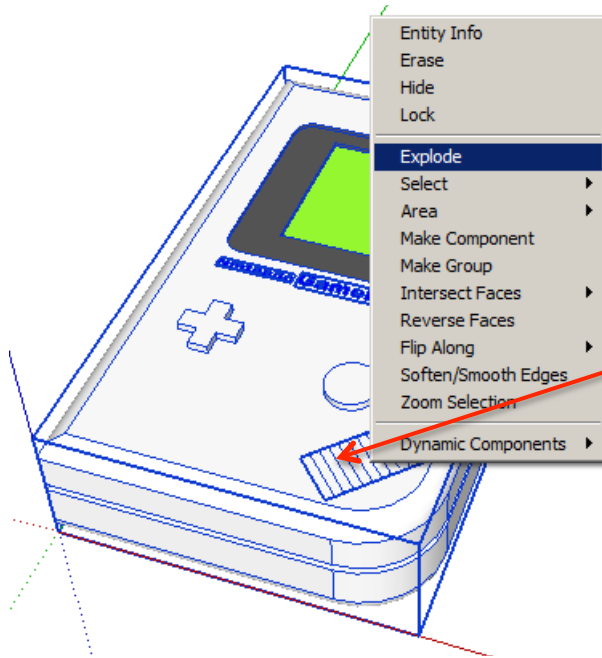 Entity Info
Erase
Hide
Lock
Explode
Select
Area
Make Component
Make Group
Intersect Faces
Reverse Faces
Flip Along
Soften/Smooth Edges
Zoom Selection
Dynamic Components